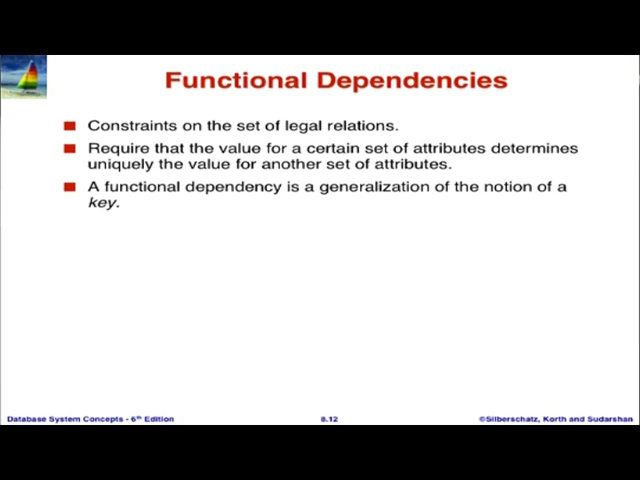 Functional Dependencies
Constraints on the set of legal relations.
Require that the value for a certain set of attributes determines
uniquely the value for another set of attributes.
A functional dependency is a generalization of the notion of a
key.
Database System Concepts - 6th Edition
8.12
©Silberschatz, Korth and Sudarshan